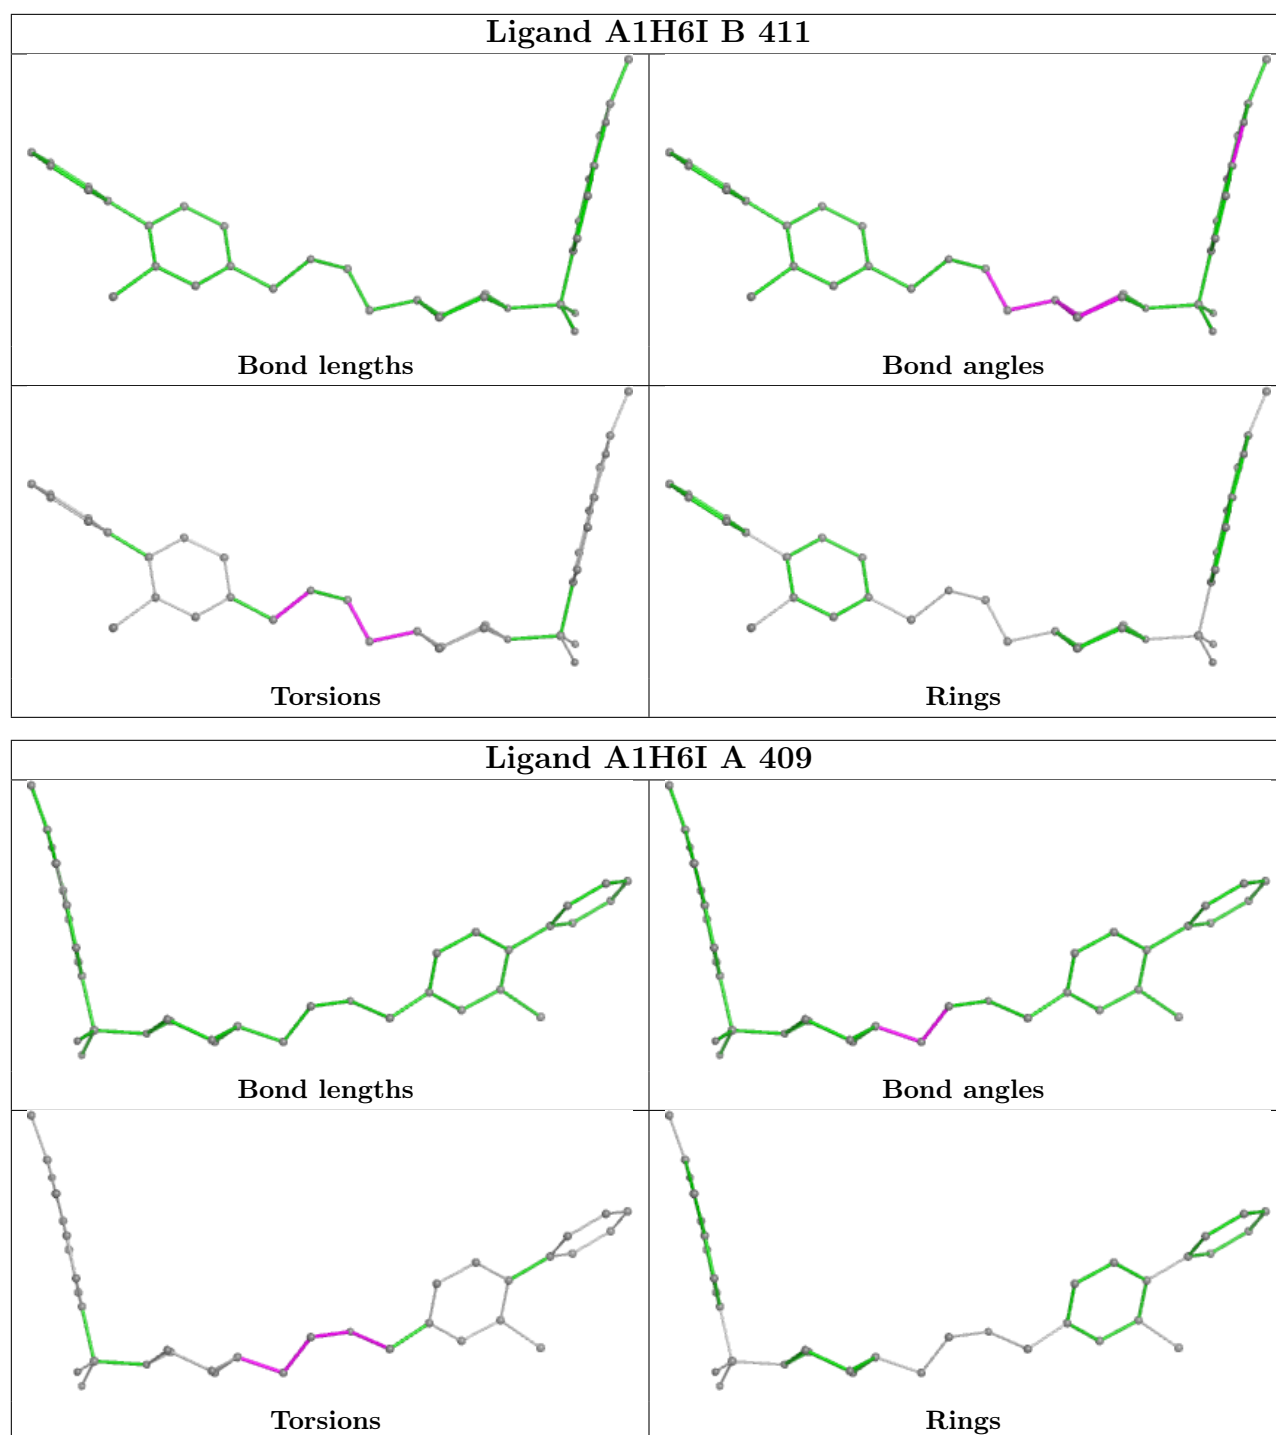 Ligand A1H6I B 411
Bond lengths
Bond angles
Torsions
Rings
Ligand A1H6I A 409
Bond lengths
Bond angles
Torsions
Rings